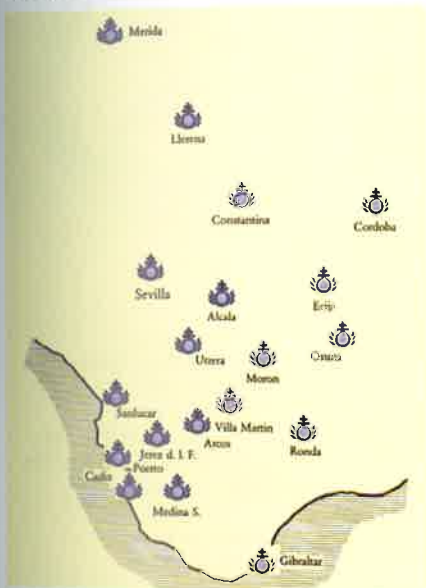 Merida
Llerena
Constantina
Cordoba
Sevilla
Alcala
Ecija
Osuna
Utrera
Moron
Sanlucar
Villa Martin
Arcos
Jerez d. l. F.
Ronda
Puerto
Cadiz
Medina S.
Gibraltar